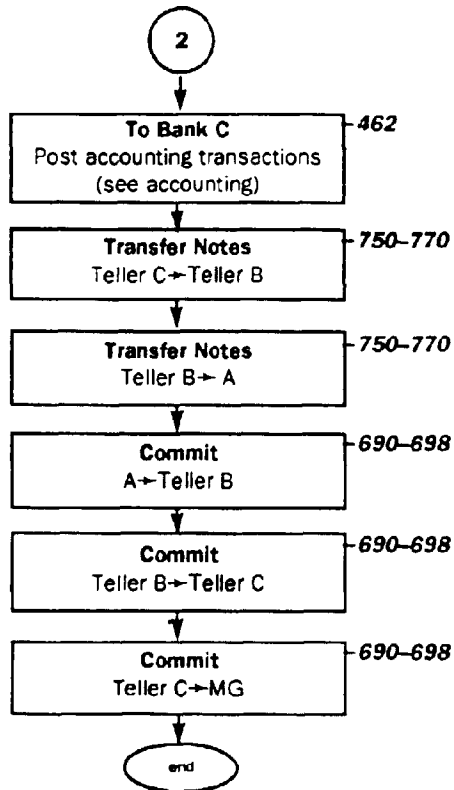 2
To Bank C
462
Post accounting transactions
(see accounting)
Transfer Notes
750–770
Teller C→Teller B
Transfer Notes
750–770
Teller B→A
Commit
690–698
A→Teller B
Commit
690–698
Teller B→Teller C
Commit
690–698
Teller C→MG
end